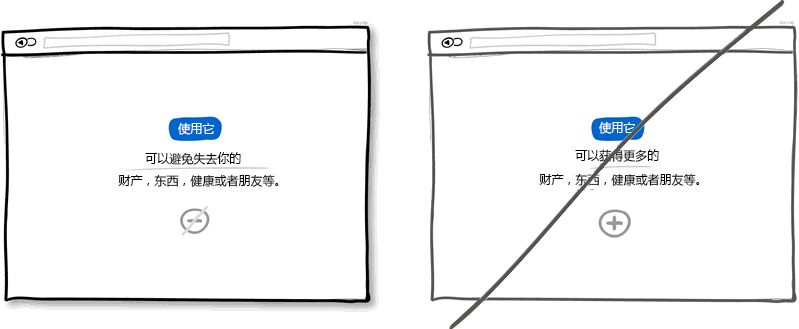 使用它
可以避免失去你的
财产，东西，健康或者朋友等。
使用它
可以获得更多的
财产，东西，健康或者朋友等。